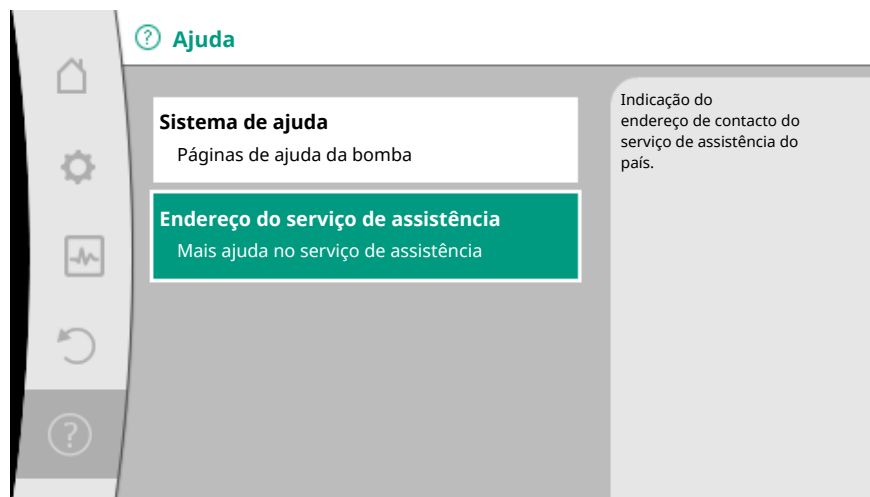 Ajuda
Sistema de ajuda
Páginas de ajuda da bomba
Endereço do serviço de assistência
Mais ajuda no serviço de assistência
Indicação do
endereço de contacto do
serviço de assistência do
país.